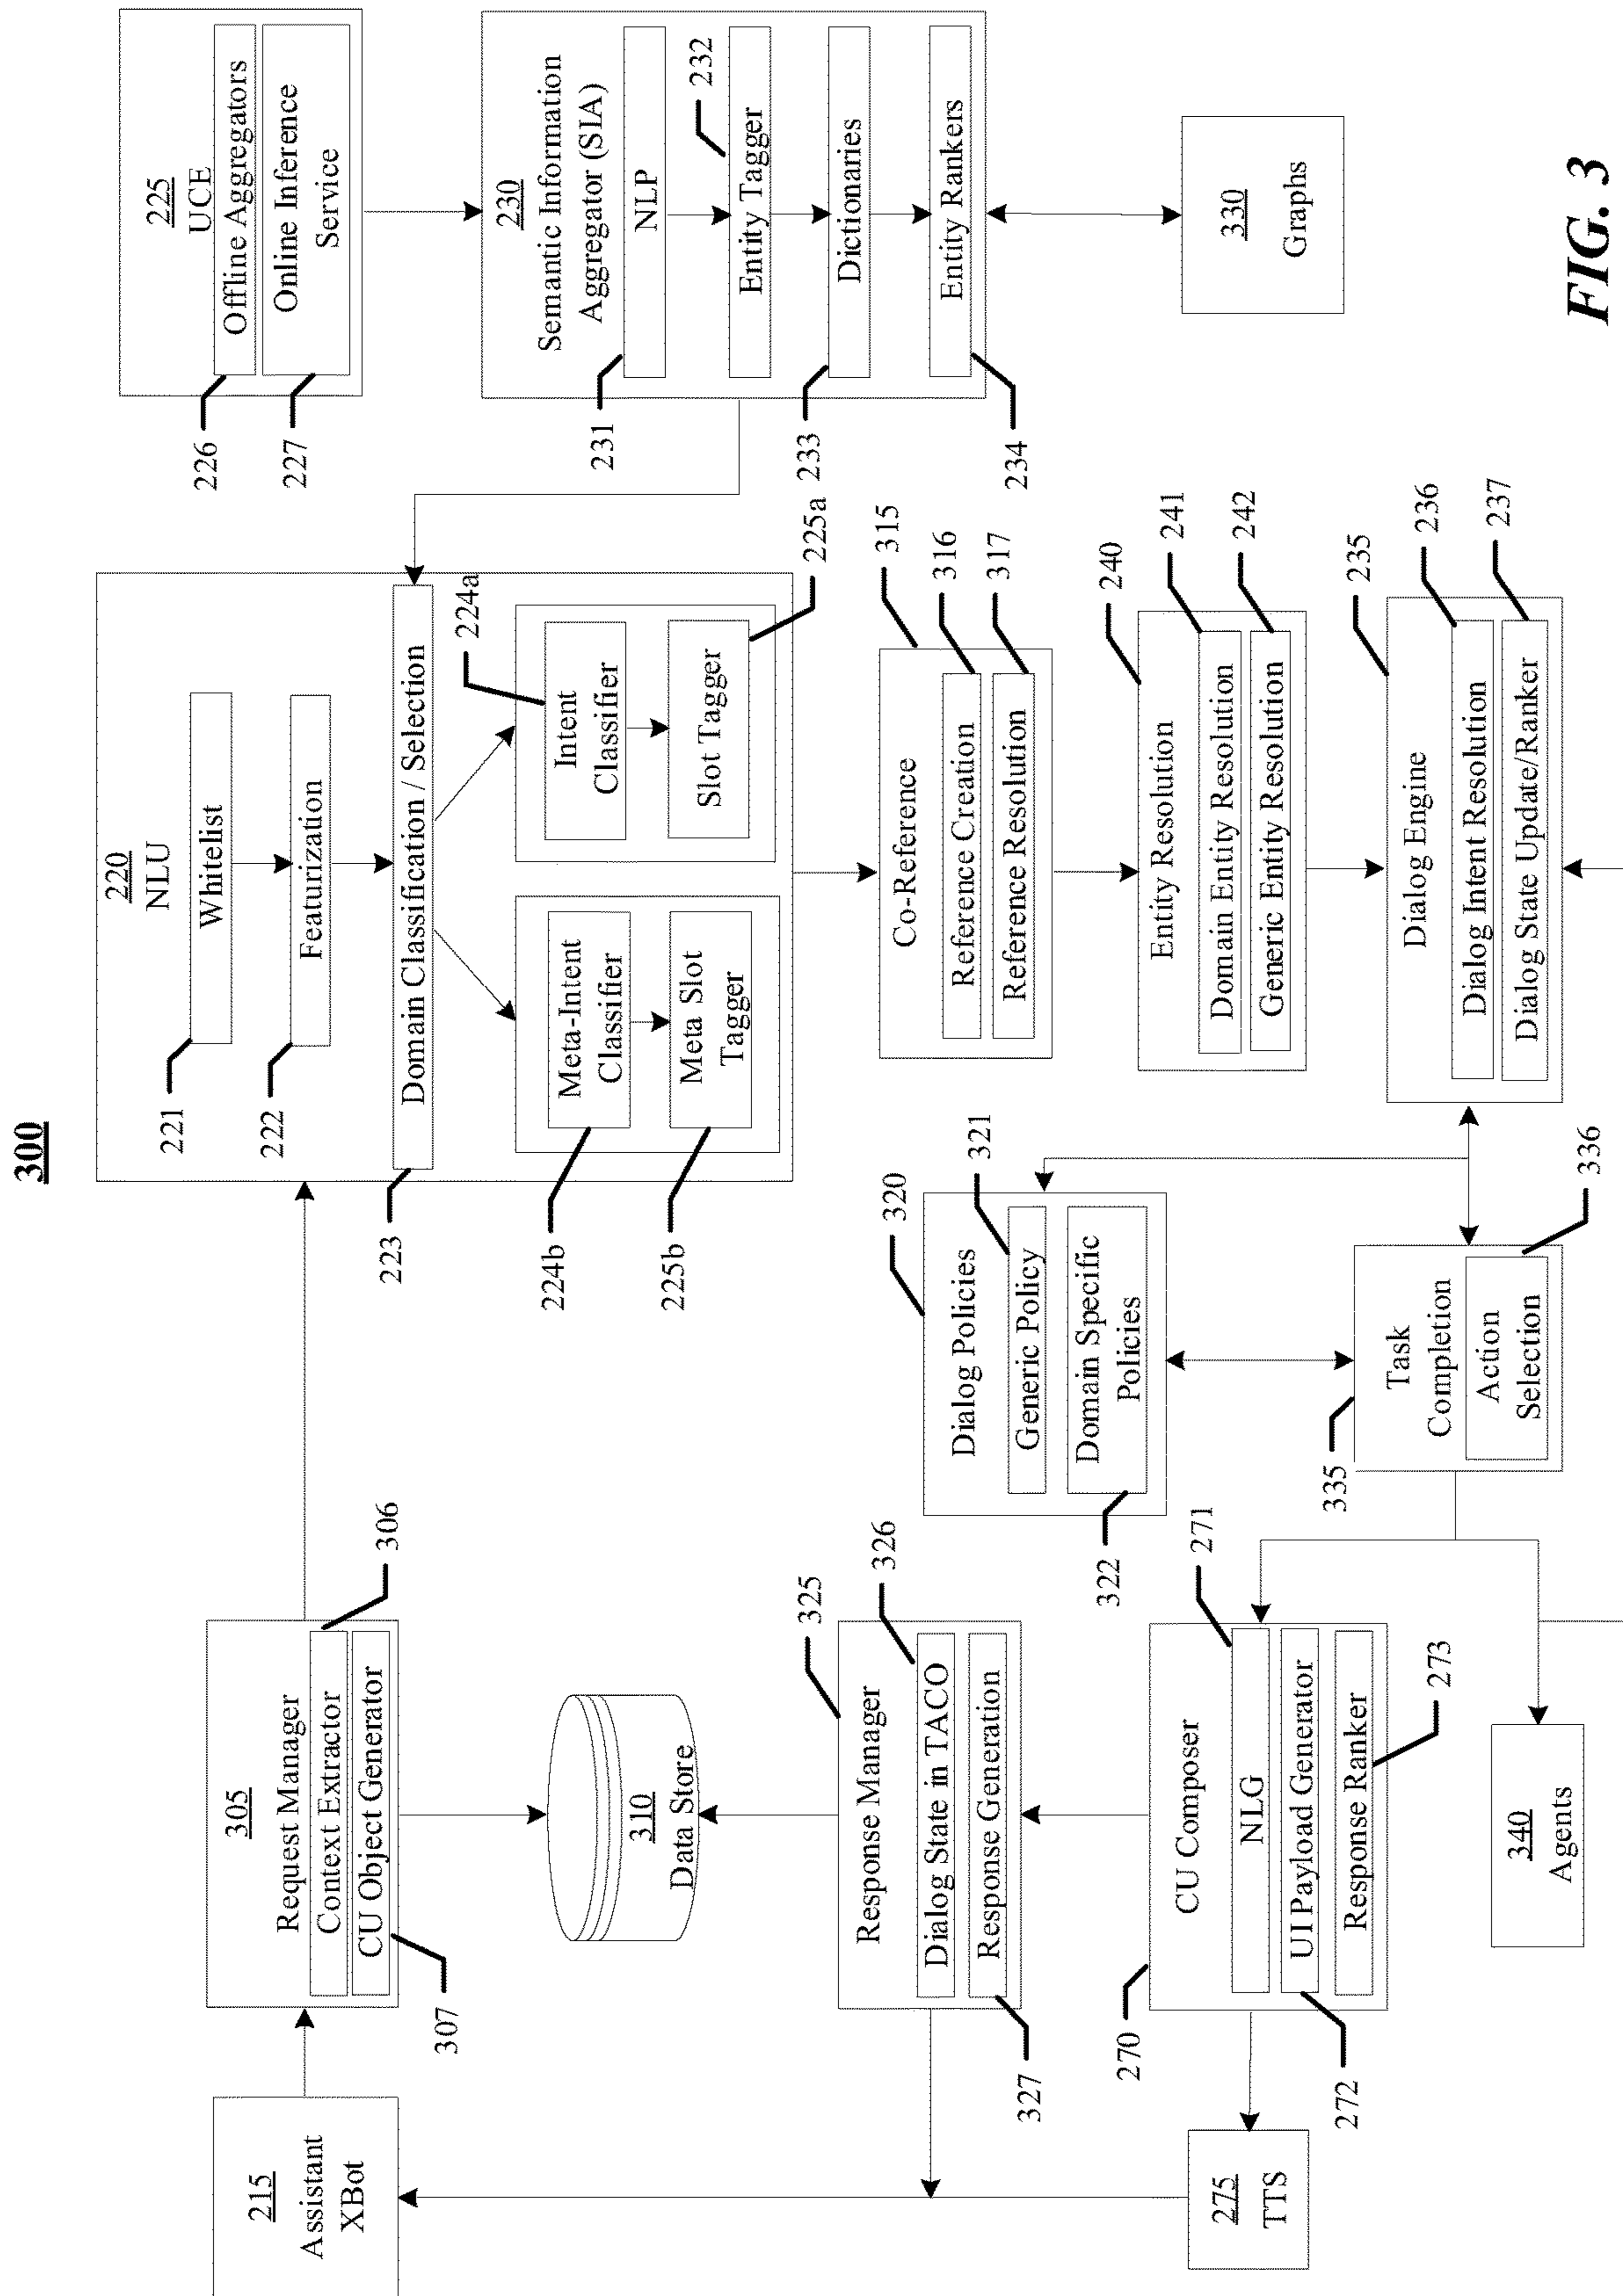 300
215
Assistant
XBot
305
Request Manager
Context Extractor
CU Object Generator
306
307
310
Data Store
220
NLU
Whitelist
221
Featurization
222
Domain Classification / Selection
223
Meta-Intent
Classifier
224b
Meta Slot
Tagger
225b
Intent
Classifier
224a
Slot Tagger
225a
225
UCE
Offline Aggregators
Online Inference
Service
226
227
230
Semantic Information
Aggregator (SIA)
NLP
231
Entity Tagger
232
Dictionaries
233
Entity Rankers
234
330
Graphs
Co-Reference
315
Reference Creation
316
Reference Resolution
317
Entity Resolution
240
Domain Entity Resolution
241
Generic Entity Resolution
242
Dialog Engine
235
Dialog Intent Resolution
236
Dialog State Update/Ranker
237
Dialog Policies
320
Generic Policy
321
Domain Specific
Policies
322
Task
Completion
335
Action
Selection
336
Response Manager
325
Dialog State in TACO
326
Response Generation
327
CU Composer
270
NLG
271
UI Payload Generator
272
Response Ranker
273
275
TTS
340
Agents
FIG. 3